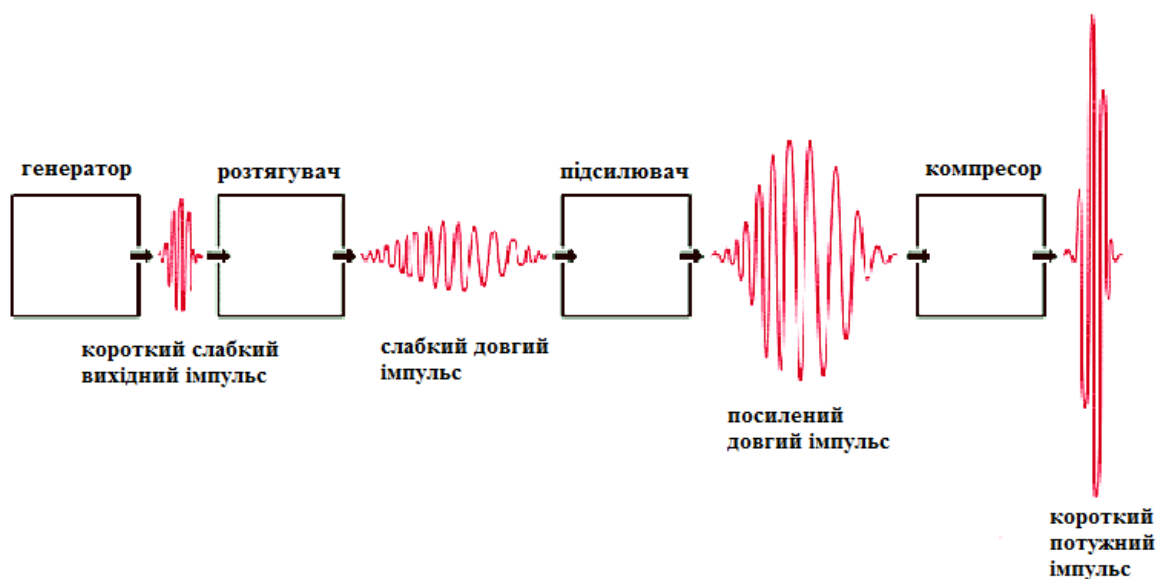 генератор
розтягувач
підсилювач
компресор
короткий слабкий
вихідний імпульс
слабкий довгий
імпульс
посилений
довгий імпульс
короткий
потужний
імпульс